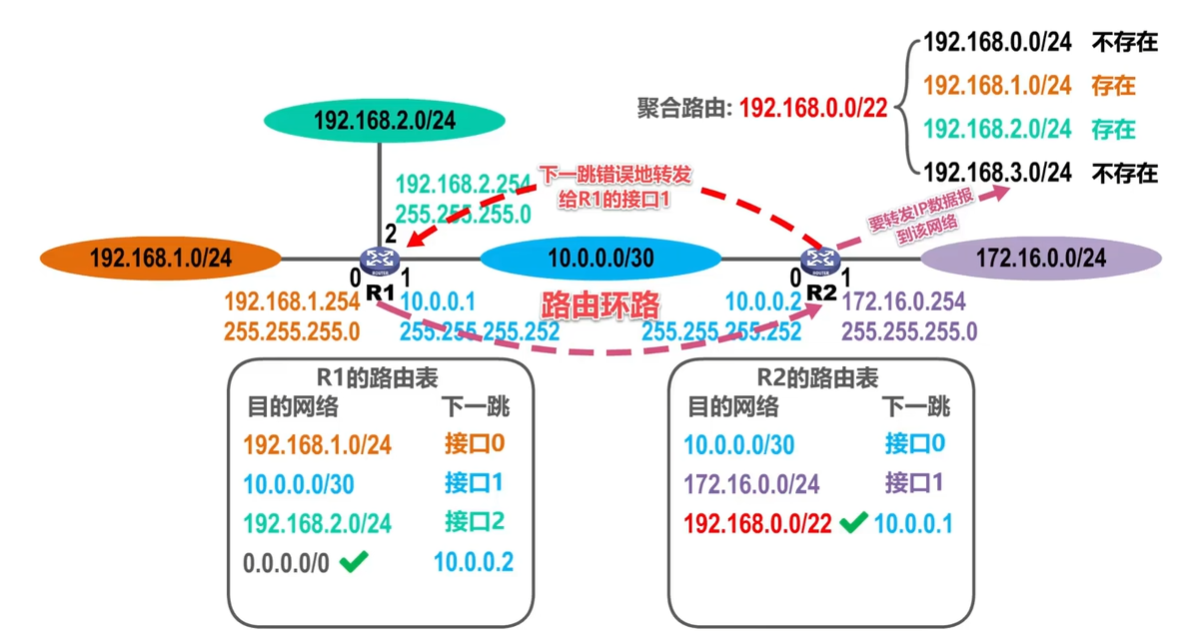 192.168.0.0/24 不存在
192.168.1.0/24 存在
聚合路由: 192.168.0.0/22
192.168.2.0/24 存在
192.168.3.0/24 不存在
192.168.2.0/24
192.168.2.254
255.255.255.0
下一跳错误地转发
给R1的接口1
要转发IP数据报
到该网络
2
192.168.1.0/24
10.0.0.0/30
172.16.0.0/24
0
R1
1
0
R2
1
192.168.1.254
255.255.255.0
10.0.0.1
255.255.255.252
路由环路
10.0.0.2
255.255.255.252
172.16.0.254
255.255.255.0
R1的路由表
目的网络 下一跳
192.168.1.0/24 接口0
10.0.0.0/30 接口1
192.168.2.0/24 接口2
0.0.0.0/0 10.0.0.2
R2的路由表
目的网络 下一跳
10.0.0.0/30 接口0
172.16.0.0/24 接口1
192.168.0.0/22 10.0.0.1